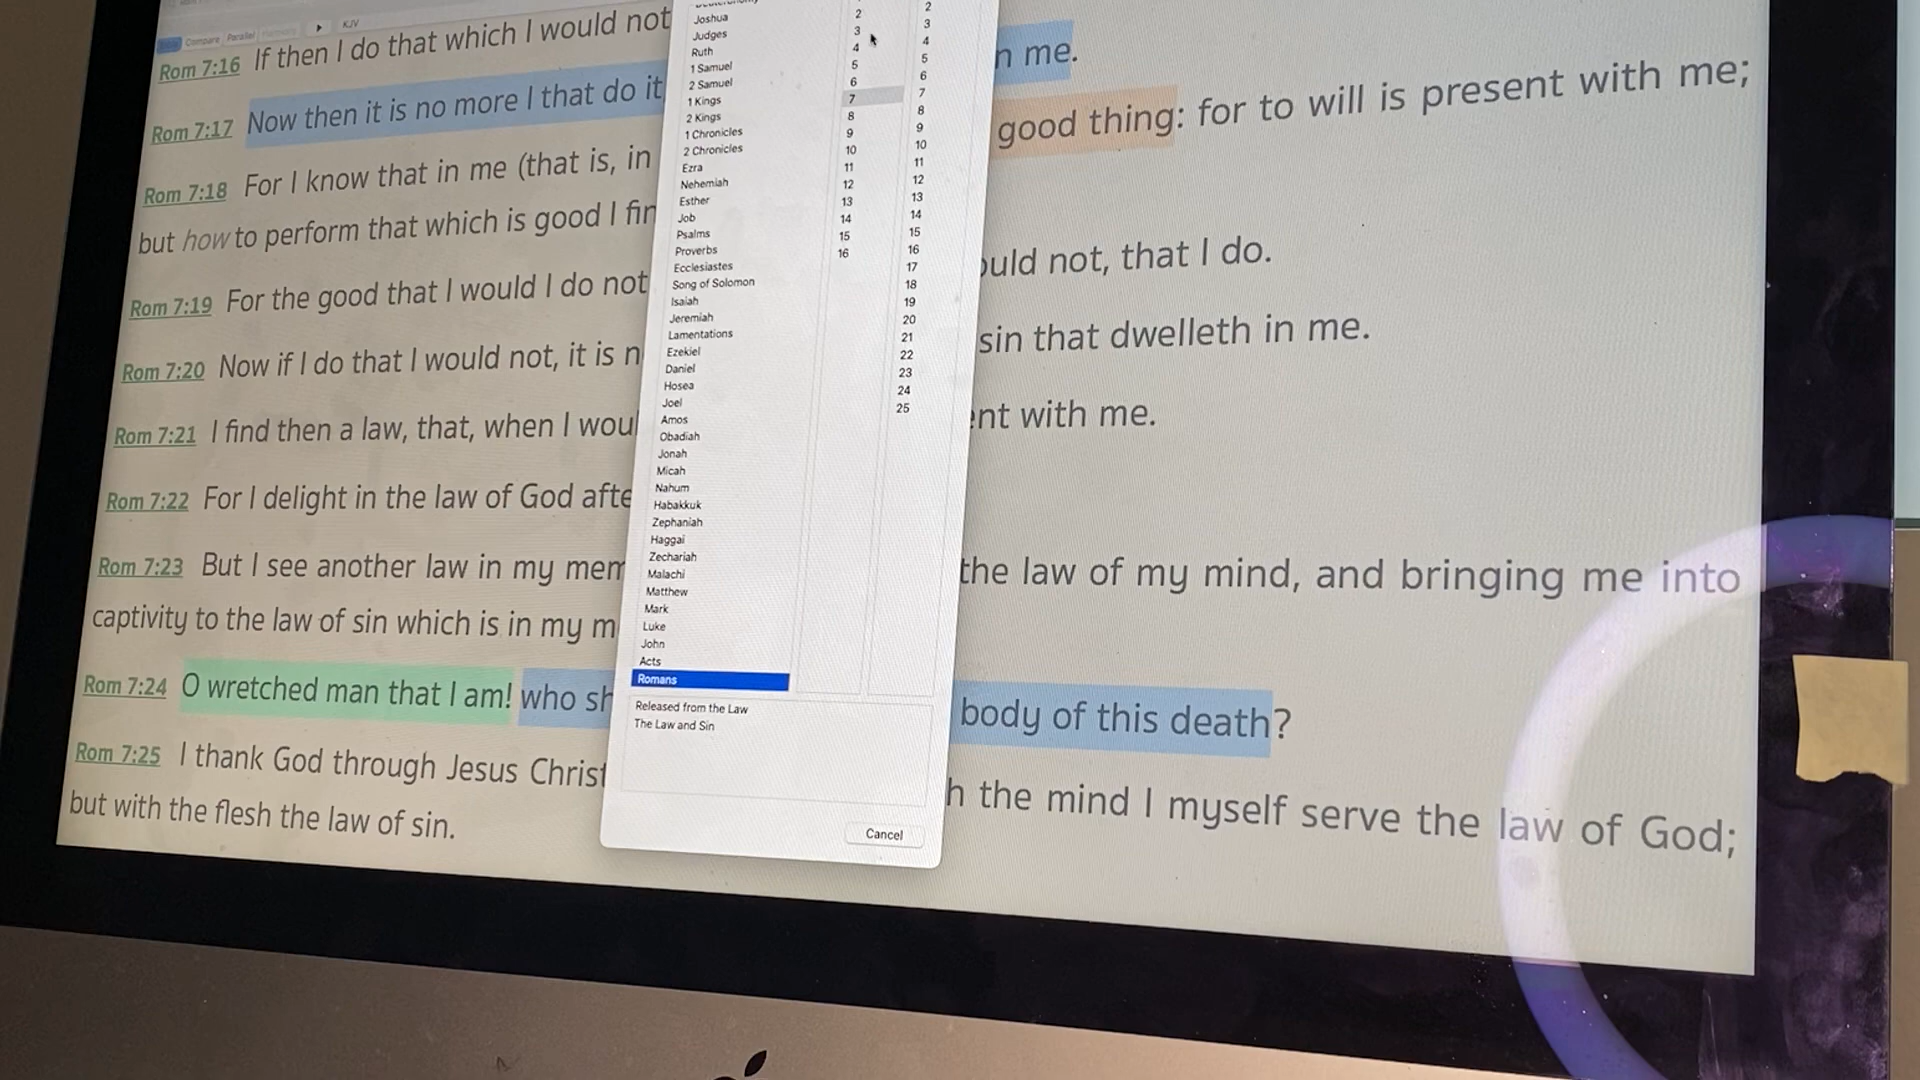 Compare Parallel KJV
Rom 7:16 If then I do that which I would not
n me.
Rom 7:17 Now then it is no more I that do it
Rom 7:18 For I know that in me (that is, in
good thing: for to will is present with me;
but how to perform that which is good I fin
Rom 7:19 For the good that I would I do not
ould not, that I do.
Rom 7:20 Now if I do that I would not, it is n
sin that dwelleth in me.
Rom 7:21 I find then a law, that, when I woul
ent with me.
Rom 7:22 For I delight in the law of God afte
Rom 7:23 But I see another law in my mem
the law of my mind, and bringing me into
captivity to the law of sin which is in my m
Rom 7:24 O wretched man that I am! who sh
body of this death?
Rom 7:25 I thank God through Jesus Christ
h the mind I myself serve the law of God;
but with the flesh the law of sin.
Joshua
Judges
Ruth
1 Samuel
2 Samuel
1 Kings
2 Kings
1 Chronicles
2 Chronicles
Ezra
Nehemiah
Esther
Job
Psalms
Proverbs
Ecclesiastes
Song of Solomon
Isaiah
Jeremiah
Lamentations
Ezekiel
Daniel
Hosea
Joel
Amos
Obadiah
Jonah
Micah
Nahum
Habakkuk
Zephaniah
Haggai
Zechariah
Malachi
Matthew
Mark
Luke
John
Acts
Romans
2
3
4
5
6
7
8
9
10
11
12
13
14
15
16
2
3
4
5
6
7
8
9
10
11
12
13
14
15
16
17
18
19
20
21
22
23
24
25
Released from the Law
The Law and Sin
Cancel